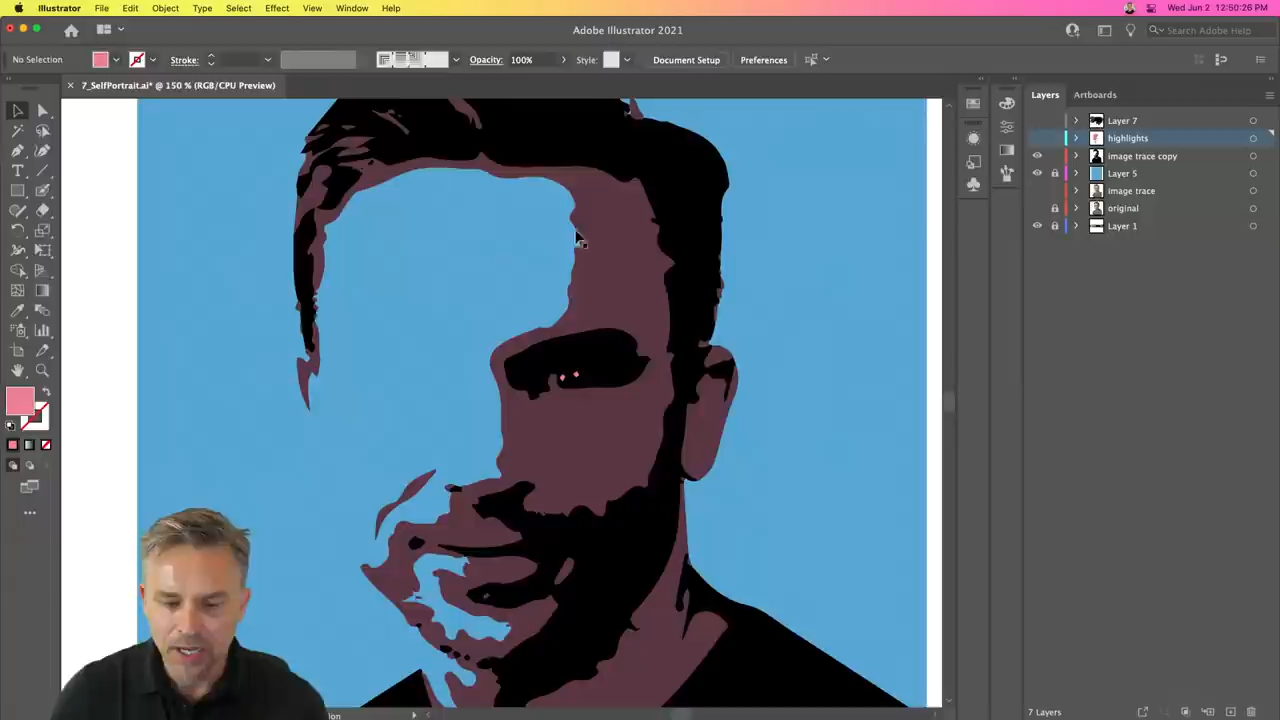 Illustrator File Edit Object Type Select Effect View Window Help
Wed Jun 2 12:50:26 PM
Adobe Illustrator 2021
Search Adobe Help
No Selection
Stroke:
Opacity: 100%
Style:
Document Setup
Preferences
× 7_SelfPortrait.ai* @ 150 % (RGB/CPU Preview)
Layers Artboards
Layer 7
highlights
image trace copy
Layer 5
image trace
original
Layer 1
7 Layers